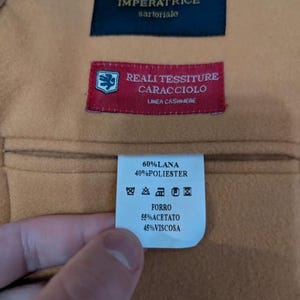 IMPERATRICE
sartoriale
REALI TESSITURE
CARACCIOLO
LINEA CASHMERE
60%LANA
40%POLIESTER
FORRO
55%ACETATO
45%VISCOSA